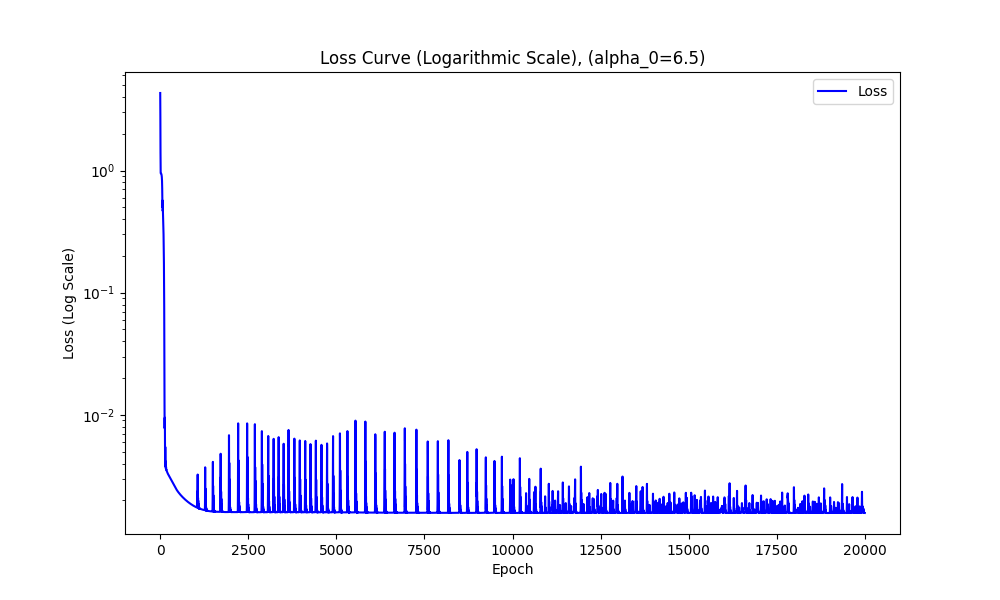 Loss Curve (Logarithmic Scale), (alpha_0=6.5)
Loss
10⁰
10⁻¹
10⁻²
Loss (Log Scale)
0 2500 5000 7500 10000 12500 15000 17500 20000
Epoch